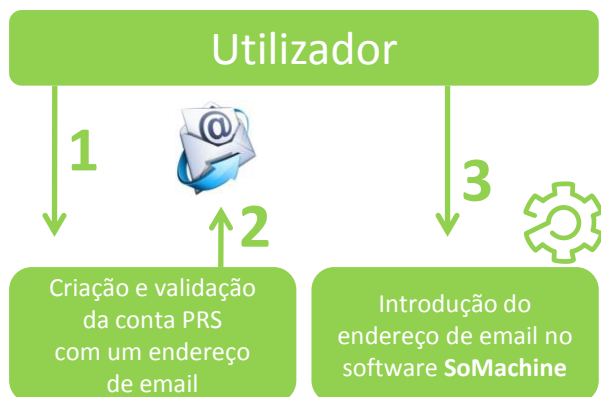 Utilizador
1
@
2
3
Criação e validação
da conta PRS
com um endereço
de email
Introdução do
endereço de email no
software SoMachine